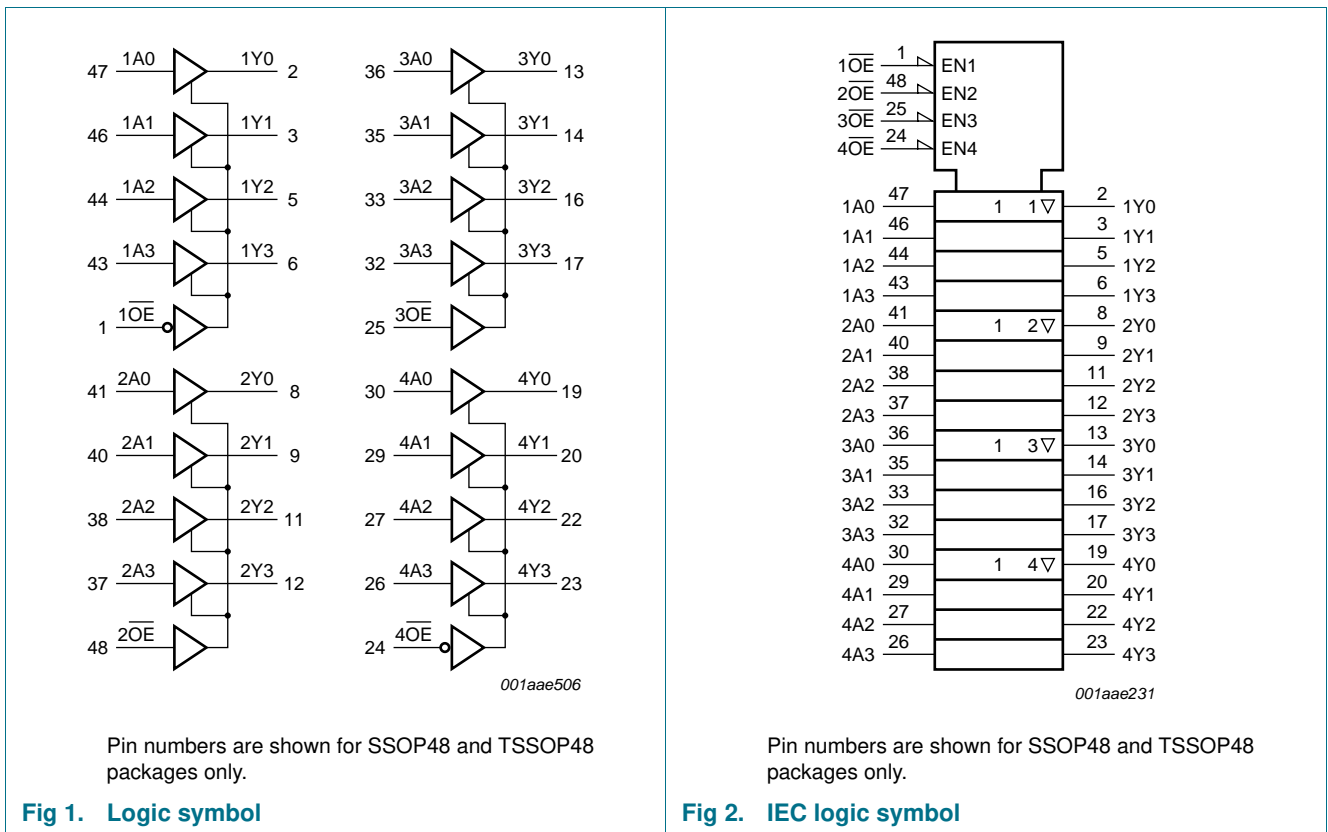 47 1A0 1Y0 2
46 1A1 1Y1 3
44 1A2 1Y2 5
43 1A3 1Y3 6
1 1O̅E̅
41 2A0 2Y0 8
40 2A1 2Y1 9
38 2A2 2Y2 11
37 2A3 2Y3 12
48 2O̅E̅
36 3A0 3Y0 13
35 3A1 3Y1 14
33 3A2 3Y2 16
32 3A3 3Y3 17
25 3O̅E̅
30 4A0 4Y0 19
29 4A1 4Y1 20
27 4A2 4Y2 22
26 4A3 4Y3 23
24 4O̅E̅
001aae506
Pin numbers are shown for SSOP48 and TSSOP48
packages only.
Fig 1. Logic symbol
1O̅E̅ 1 EN1
2O̅E̅ 48 EN2
3O̅E̅ 25 EN3
4O̅E̅ 24 EN4
1A0 47 1 1▽ 2 1Y0
1A1 46 3 1Y1
1A2 44 5 1Y2
1A3 43 6 1Y3
2A0 41 1 2▽ 8 2Y0
2A1 40 9 2Y1
2A2 38 11 2Y2
2A3 37 12 2Y3
3A0 36 1 3▽ 13 3Y0
3A1 35 14 3Y1
3A2 33 16 3Y2
3A3 32 17 3Y3
4A0 30 1 4▽ 19 4Y0
4A1 29 20 4Y1
4A2 27 22 4Y2
4A3 26 23 4Y3
001aae231
Pin numbers are shown for SSOP48 and TSSOP48
packages only.
Fig 2. IEC logic symbol